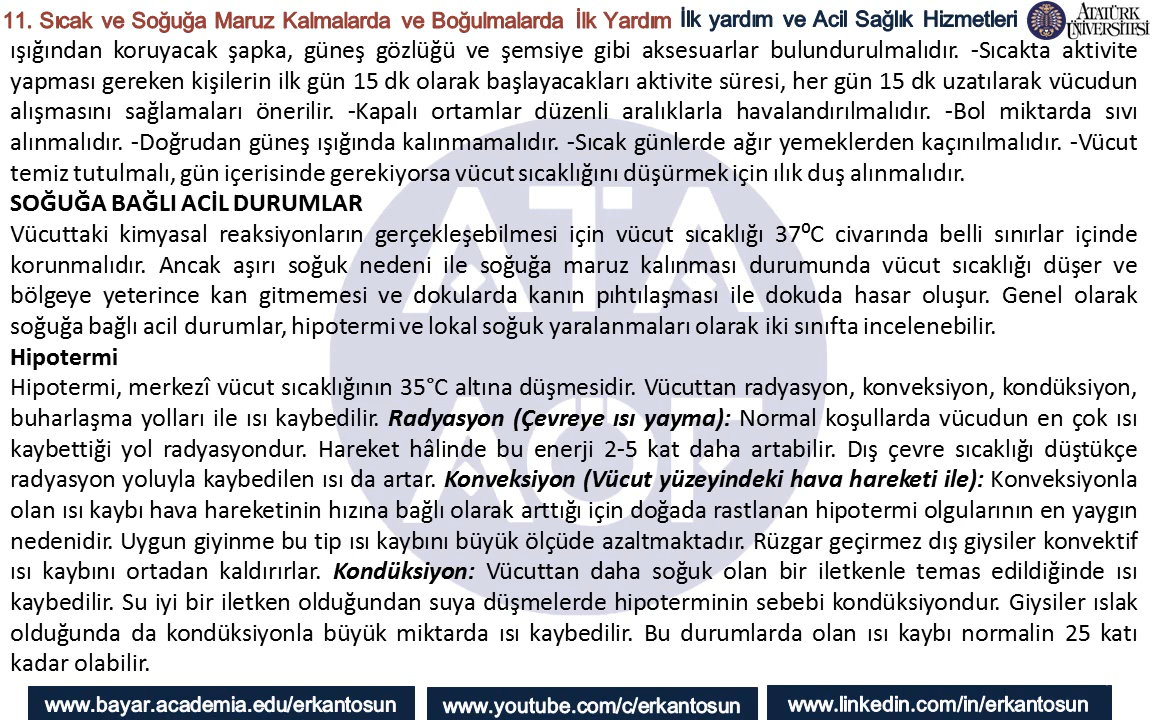 11. Sıcak ve Soğuğa Maruz Kalmalarda ve Boğulmalarda İlk Yardım İlk yardım ve Acil Sağlık Hizmetleri ATATÜRK ÜNİVERSİTESİ
ışığından koruyacak şapka, güneş gözlüğü ve şemsiye gibi aksesuarlar bulundurulmalıdır. -Sıcakta aktivite
yapması gereken kişilerin ilk gün 15 dk olarak başlayacakları aktivite süresi, her gün 15 dk uzatılarak vücudun
alışmasını sağlamaları önerilir. -Kapalı ortamlar düzenli aralıklarla havalandırılmalıdır. -Bol miktarda sıvı
alınmalıdır. -Doğrudan güneş ışığında kalınmamalıdır. -Sıcak günlerde ağır yemeklerden kaçınılmalıdır. -Vücut
temiz tutulmalı, gün içerisinde gerekiyorsa vücut sıcaklığını düşürmek için ılık duş alınmalıdır.
SOĞUĞA BAĞLI ACİL DURUMLAR
Vücuttaki kimyasal reaksiyonların gerçekleşebilmesi için vücut sıcaklığı 37⁰C civarında belli sınırlar içinde
korunmalıdır. Ancak aşırı soğuk nedeni ile soğuğa maruz kalınması durumunda vücut sıcaklığı düşer ve
bölgeye yeterince kan gitmemesi ve dokularda kanın pıhtılaşması ile dokuda hasar oluşur. Genel olarak
soğuğa bağlı acil durumlar, hipotermi ve lokal soğuk yaralanmaları olarak iki sınıfta incelenebilir.
Hipotermi
Hipotermi, merkezî vücut sıcaklığının 35°C altına düşmesidir. Vücuttan radyasyon, konveksiyon, kondüksiyon,
buharlaşma yolları ile ısı kaybedilir. Radyasyon (Çevreye ısı yayma): Normal koşullarda vücudun en çok ısı
kaybettiği yol radyasyondur. Hareket hâlinde bu enerji 2-5 kat daha artabilir. Dış çevre sıcaklığı düştükçe
radyasyon yoluyla kaybedilen ısı da artar. Konveksiyon (Vücut yüzeyindeki hava hareketi ile): Konveksiyonla
olan ısı kaybı hava hareketinin hızına bağlı olarak arttığı için doğada rastlanan hipotermi olgularının en yaygın
nedenidir. Uygun giyinme bu tip ısı kaybını büyük ölçüde azaltmaktadır. Rüzgar geçirmez dış giysiler konvektif
ısı kaybını ortadan kaldırırlar. Kondüksiyon: Vücuttan daha soğuk olan bir iletkenle temas edildiğinde ısı
kaybedilir. Su iyi bir iletken olduğundan suya düşmelerde hipoterminin sebebi kondüksiyondur. Giysiler ıslak
olduğunda da kondüksiyonla büyük miktarda ısı kaybedilir. Bu durumlarda olan ısı kaybı normalin 25 katı
kadar olabilir.
ATA
AÖF
www.bayar.academia.edu/erkantosun www.youtube.com/c/erkantosun www.linkedin.com/in/erkantosun